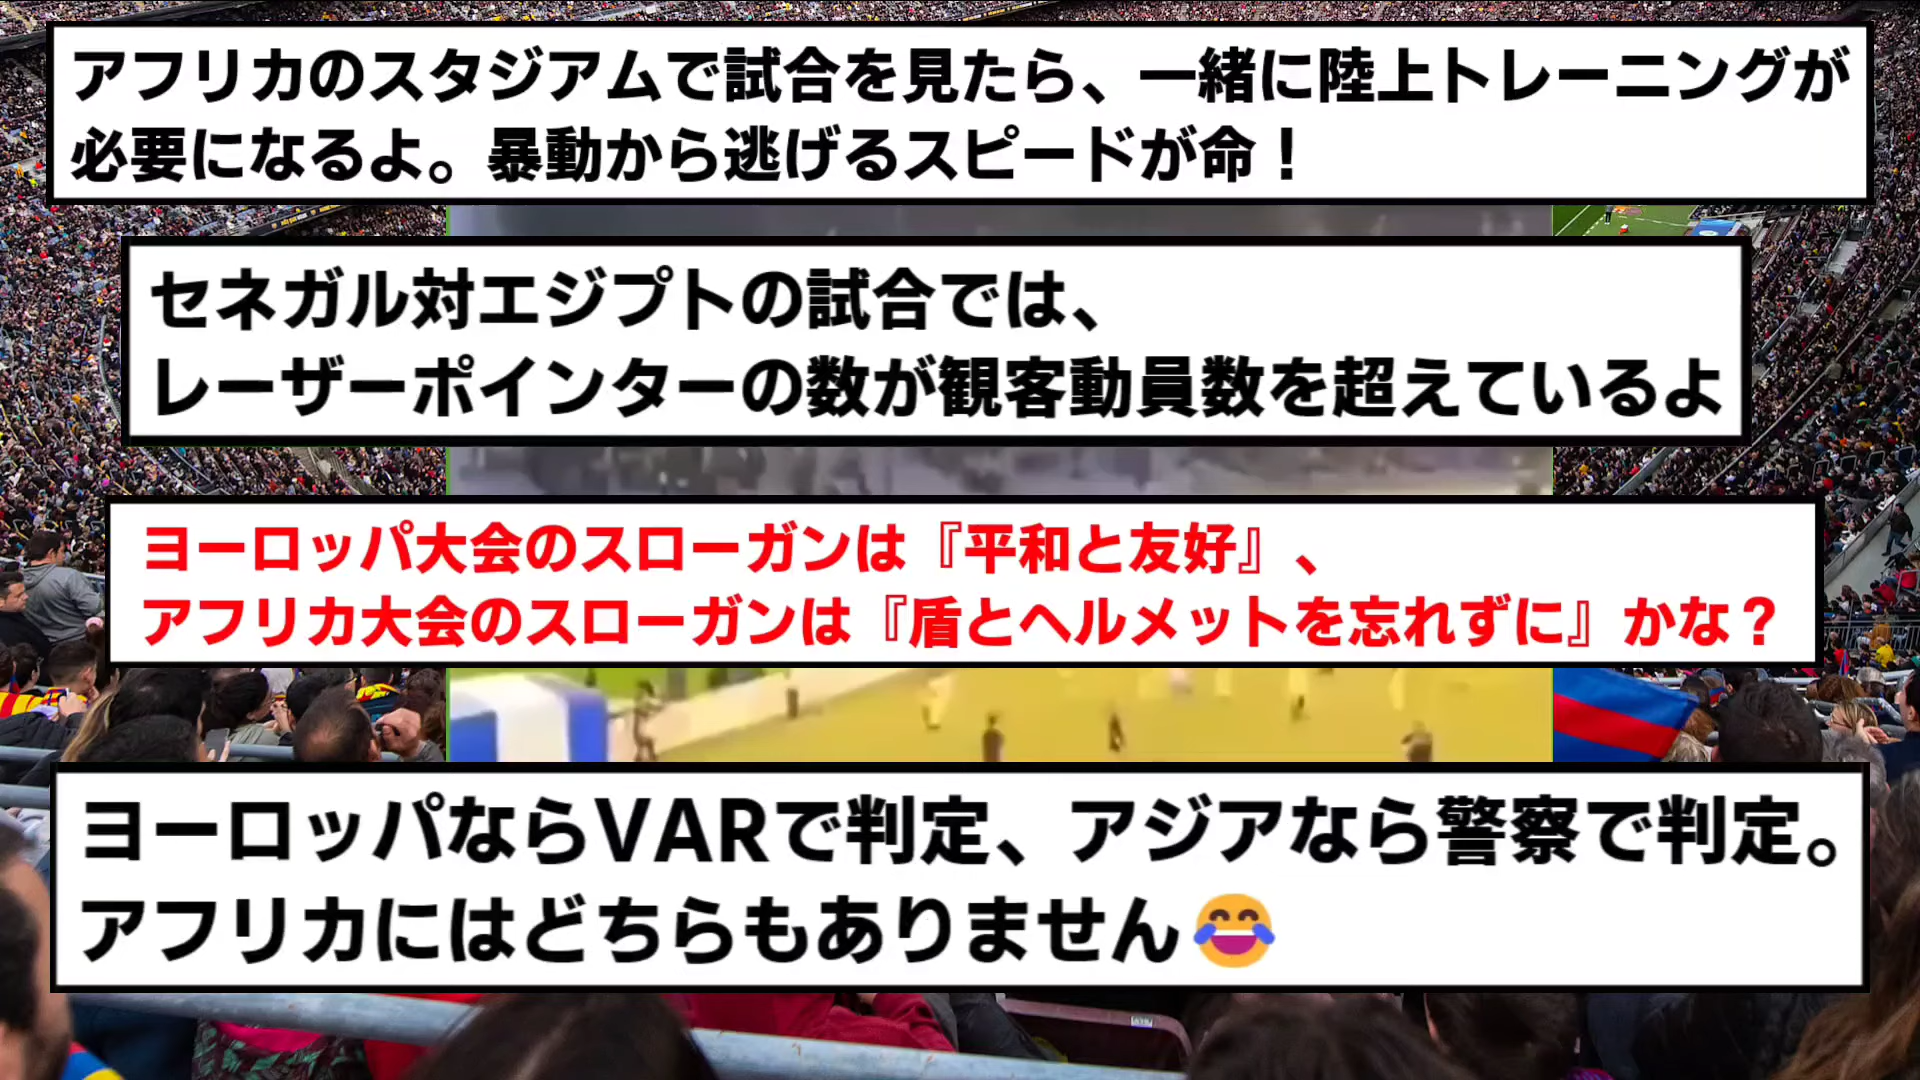 アフリカのスタジアムで試合を見たら、一緒に陸上トレーニングが
必要になるよ。暴動から逃げるスピードが命！
セネガル対エジプトの試合では、
レーザーポインターの数が観客動員数を超えているよ
ヨーロッパ大会のスローガンは『平和と友好』、
アフリカ大会のスローガンは『盾とヘルメットを忘れずに』かな？
ヨーロッパならVARで判定、アジアなら警察で判定。
アフリカにはどちらもありません😂